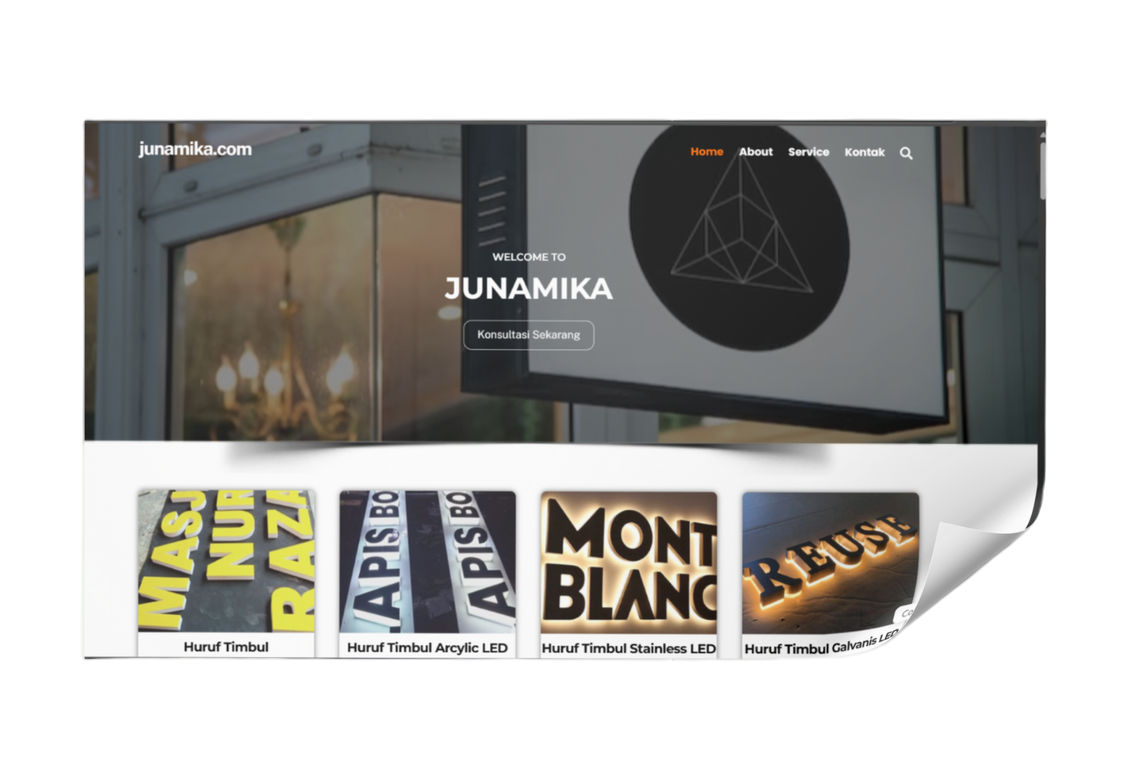 junamika.com
Home About Service Kontak
WELCOME TO
JUNAMIKA
Konsultasi Sekarang
MASJ
NUR
RAZA
APIS BO
APIS BO
MONT
BLANC
REUSE
Huruf Timbul
Huruf Timbul Arcylic LED
Huruf Timbul Stainless LED
Huruf Timbul Galvanis LED